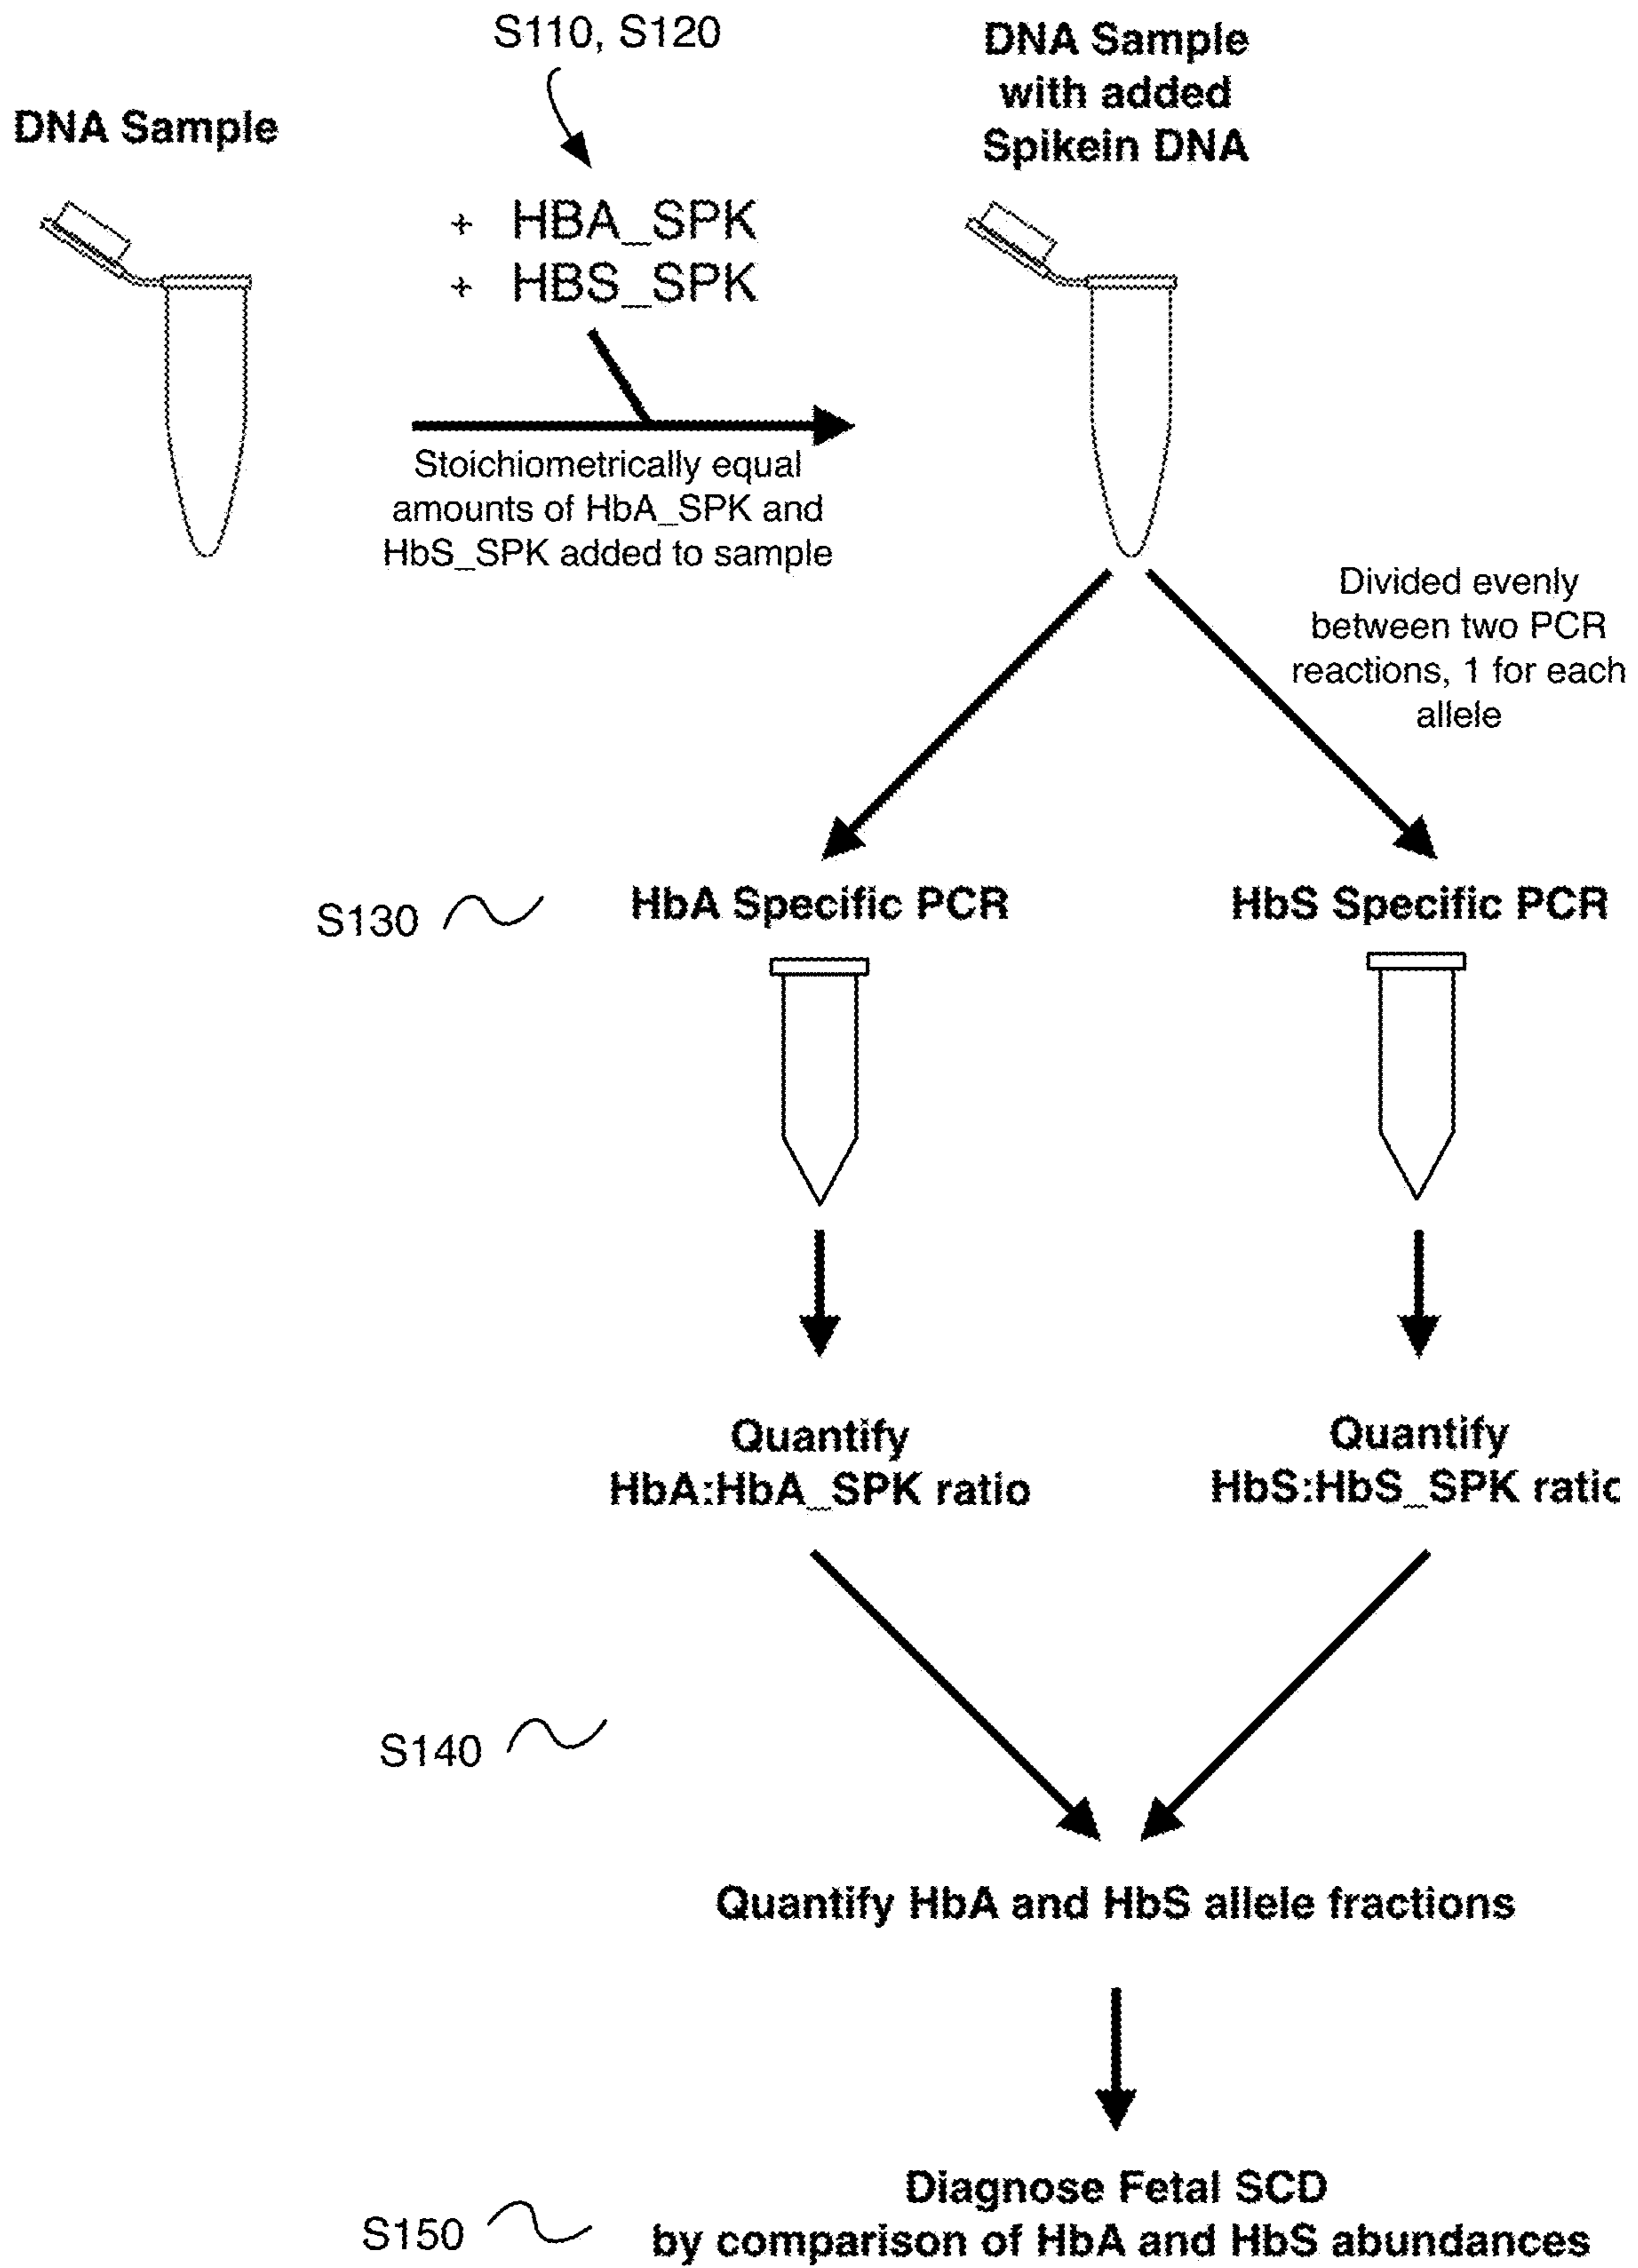 S110, S120
DNA Sample
with added
Spikein DNA
DNA Sample
+ HBA_SPK
+ HBS_SPK
Stoichiometrically equal
amounts of HbA_SPK and
HbS_SPK added to sample
Divided evenly
between two PCR
reactions, 1 for each
allele
S130
HbA Specific PCR
HbS Specific PCR
Quantify
HbA:HbA_SPK ratio
Quantify
HbS:HbS_SPK ratio
S140
Quantify HbA and HbS allele fractions
S150
Diagnose Fetal SCD
by comparison of HbA and HbS abundances